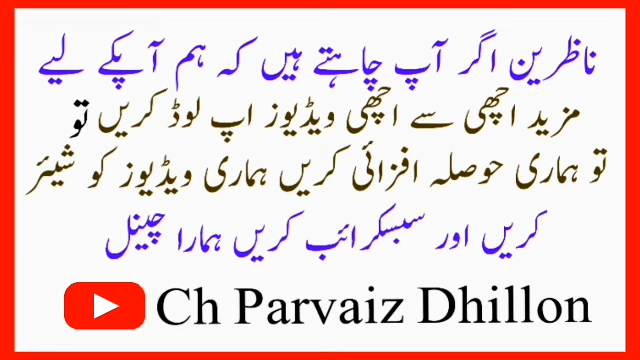 ناظرین اگر آپ چاہتے ہیں کہ ہم آپکے لیے
مزید اچھی سے اچھی ویڈیوز اپ لوڈ کریں تو
تو ہماری حوصلہ افزائی کریں ہماری ویڈیوز کو شیئر
کریں اور سبسکرائب کریں ہمارا چینل
Ch Parvaiz Dhillon